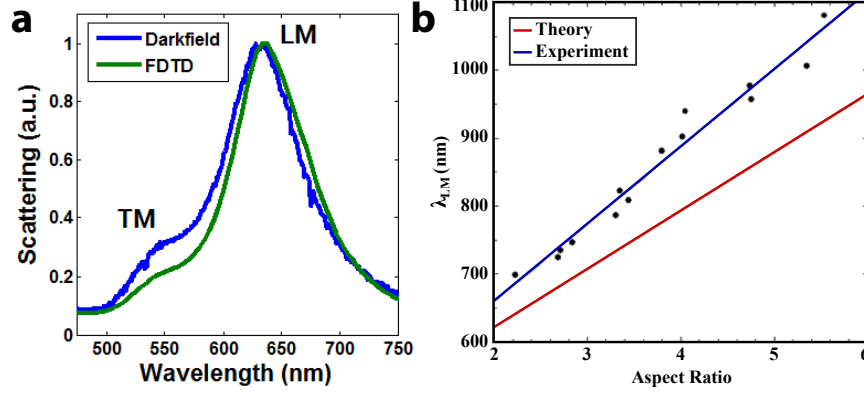 a
Darkfield
FDTD
LM
TM
Scattering (a.u.)
1
0.8
0.6
0.4
0.2
0
500 550 600 650 700 750
Wavelength (nm)
b
Theory
Experiment
λLM (nm)
1100
1000
900
800
700
600
2 3 4 5 6
Aspect Ratio